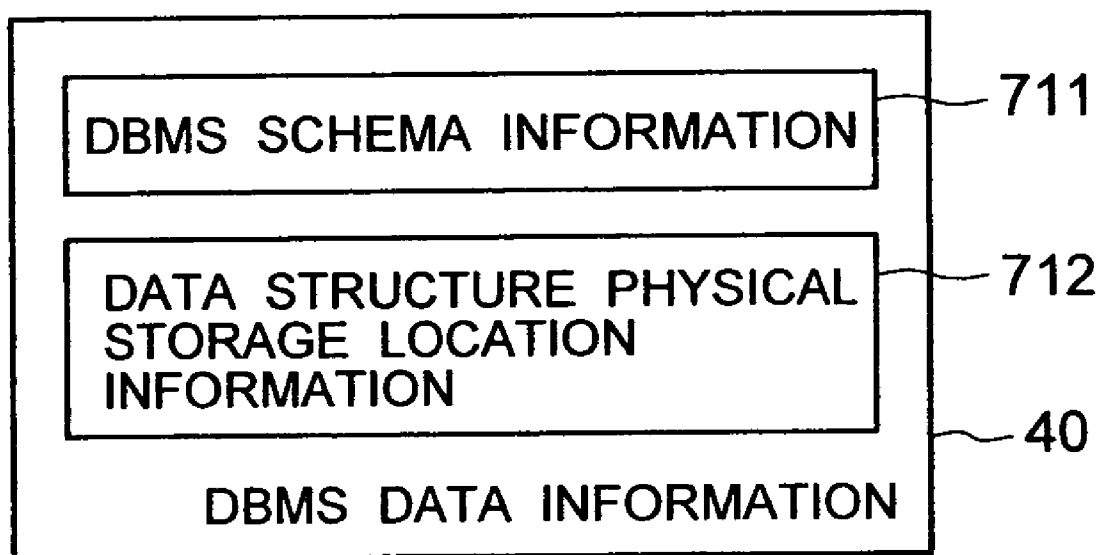 DBMS SCHEMA INFORMATION
711
DATA STRUCTURE PHYSICAL
STORAGE LOCATION
INFORMATION
712
40
DBMS DATA INFORMATION